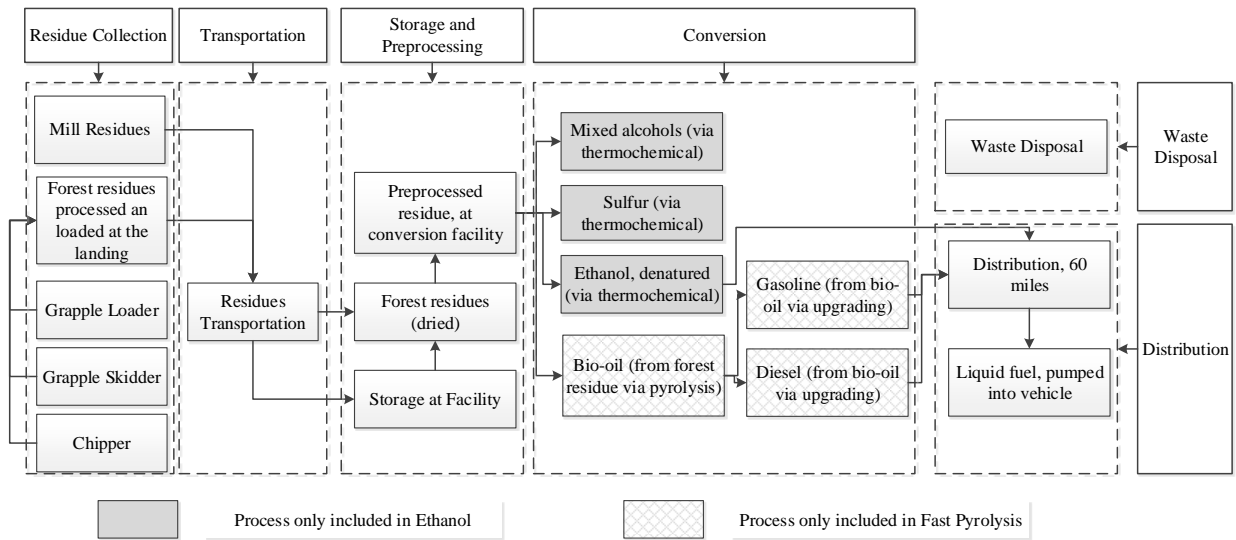 Residue Collection
Transportation
Storage and
Preprocessing
Conversion
Mill Residues
Forest residues
processed an
loaded at the
landing
Grapple Loader
Grapple Skidder
Chipper
Residues
Transportation
Preprocessed
residue, at
conversion facility
Forest residues
(dried)
Storage at Facility
Mixed alcohols (via
thermochemical)
Sulfur (via
thermochemical)
Ethanol, denatured
(via thermochemical)
Bio-oil (from forest
residue via pyrolysis)
Gasoline (from bio-
oil via upgrading)
Diesel (from bio-oil
via upgrading)
Waste Disposal
Distribution, 60
miles
Liquid fuel, pumped
into vehicle
Waste
Disposal
Distribution
Process only included in Ethanol
Process only included in Fast Pyrolysis